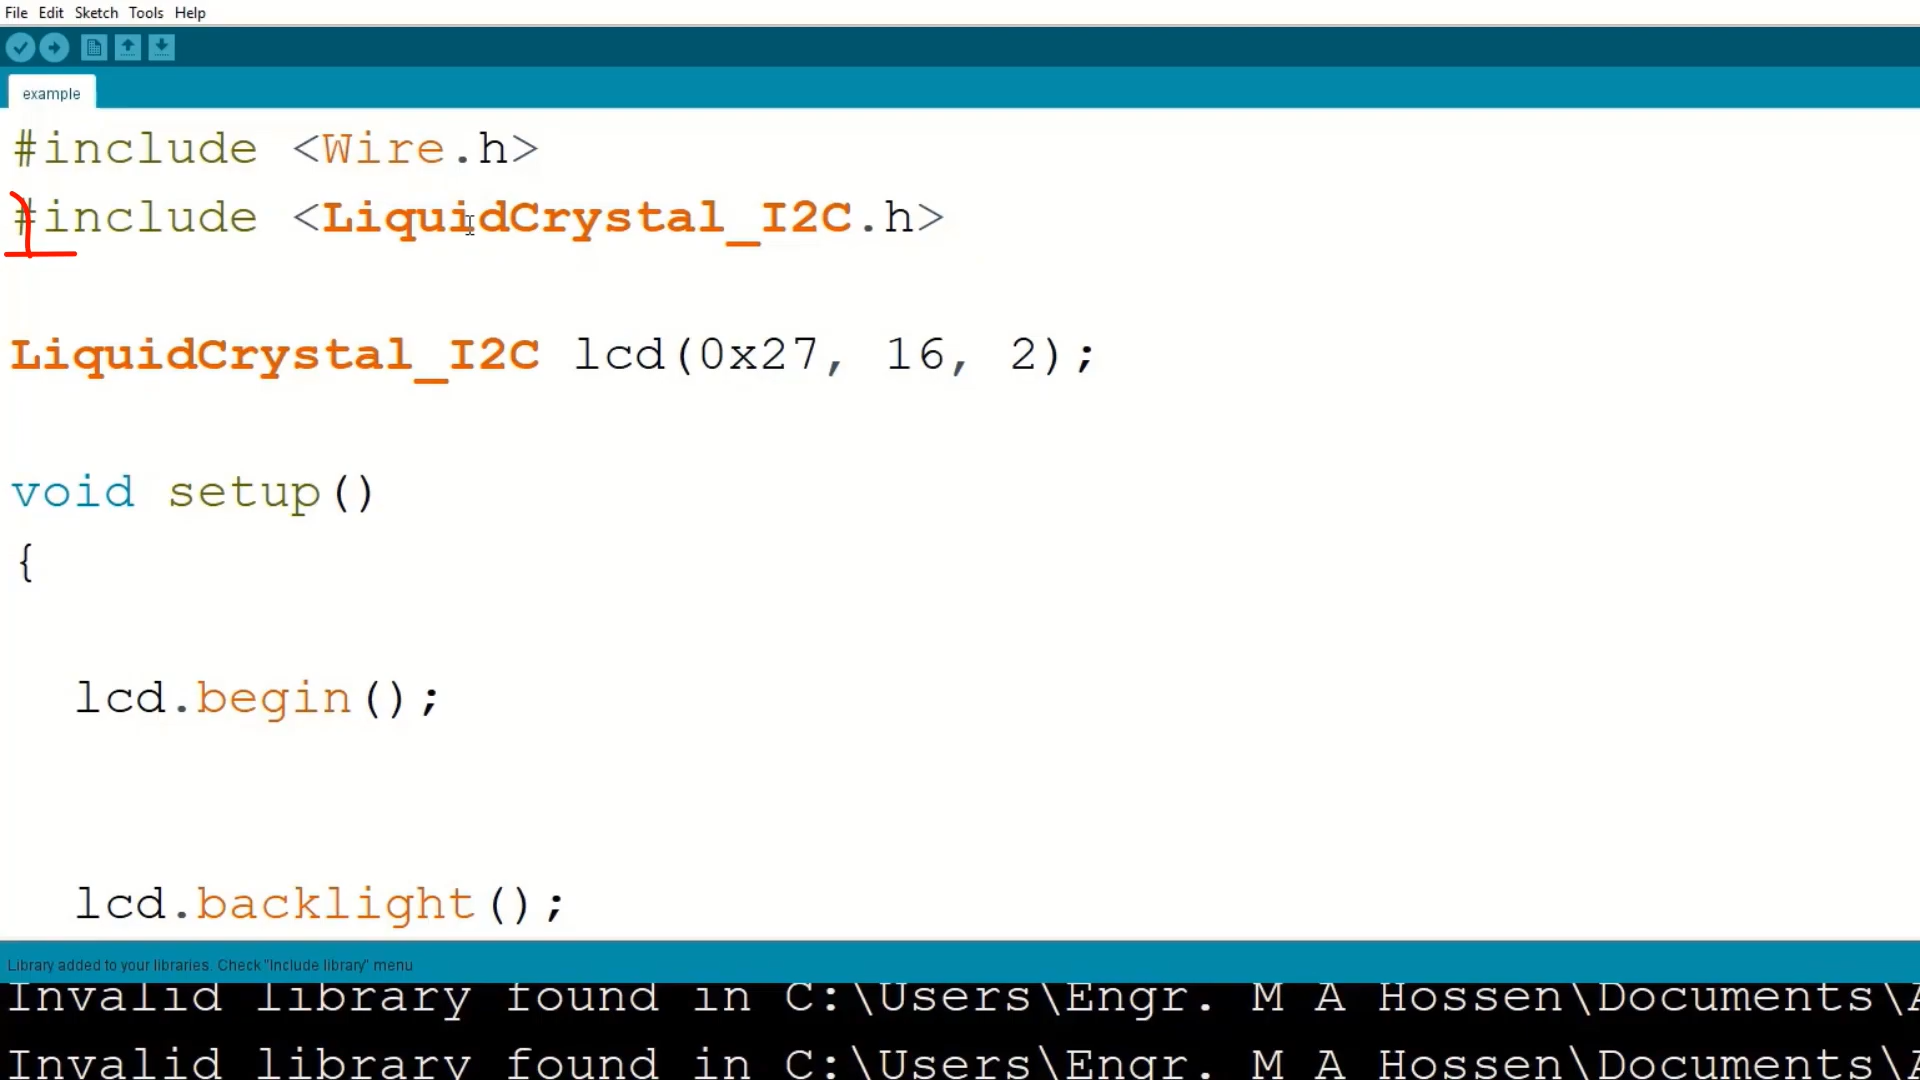 File Edit Sketch Tools Help
example
#include <Wire.h>
#include <LiquidCrystal_I2C.h>
LiquidCrystal_I2C lcd(0x27, 16, 2);
void setup()
{
lcd.begin();
lcd.backlight();
Library added to your libraries. Check "Include library" menu
Invalid library found in C:\Users\Engr. M A Hossen\Documents\A
Invalid library found in C:\Users\Engr. M A Hossen\Documents\A